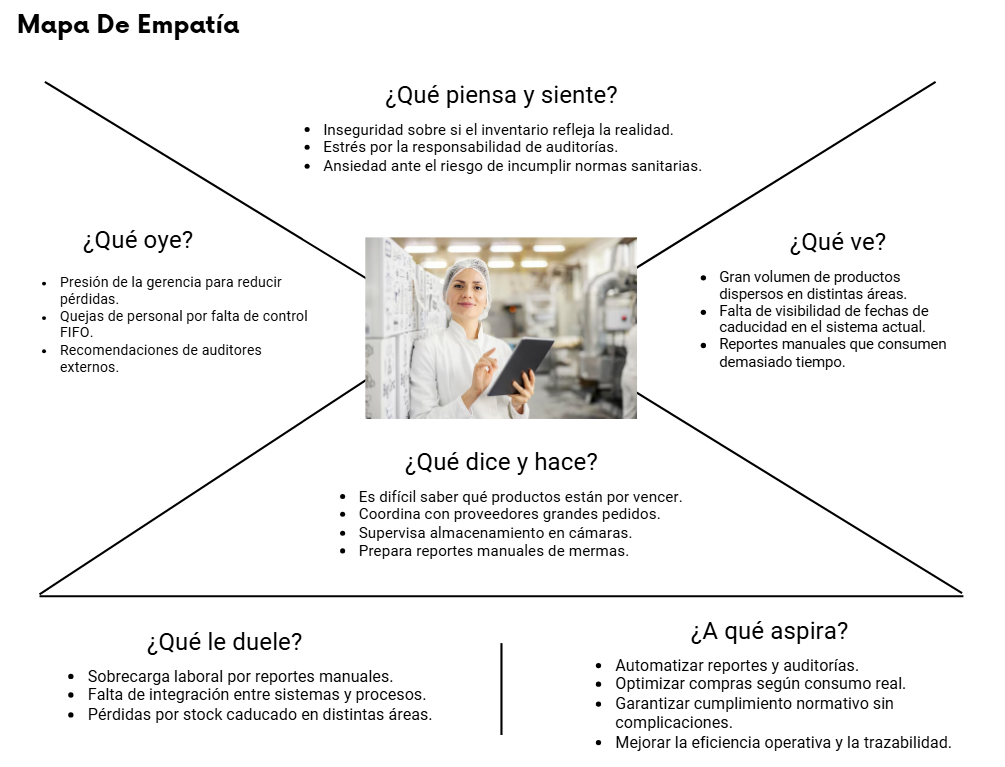 Mapa De Empatía
¿Qué piensa y siente?
Inseguridad sobre si el inventario refleja la realidad.
Estrés por la responsabilidad de auditorías.
Ansiedad ante el riesgo de incumplir normas sanitarias.
¿Qué oye?
Presión de la gerencia para reducir
pérdidas.
Quejas de personal por falta de control
FIFO.
Recomendaciones de auditores
externos.
¿Qué ve?
Gran volumen de productos
dispersos en distintas áreas.
Falta de visibilidad de fechas de
caducidad en el sistema actual.
Reportes manuales que consumen
demasiado tiempo.
¿Qué dice y hace?
Es difícil saber qué productos están por vencer.
Coordina con proveedores grandes pedidos.
Supervisa almacenamiento en cámaras.
Prepara reportes manuales de mermas.
¿Qué le duele?
Sobrecarga laboral por reportes manuales.
Falta de integración entre sistemas y procesos.
Pérdidas por stock caducado en distintas áreas.
¿A qué aspira?
Automatizar reportes y auditorías.
Optimizar compras según consumo real.
Garantizar cumplimiento normativo sin
complicaciones.
Mejorar la eficiencia operativa y la trazabilidad.